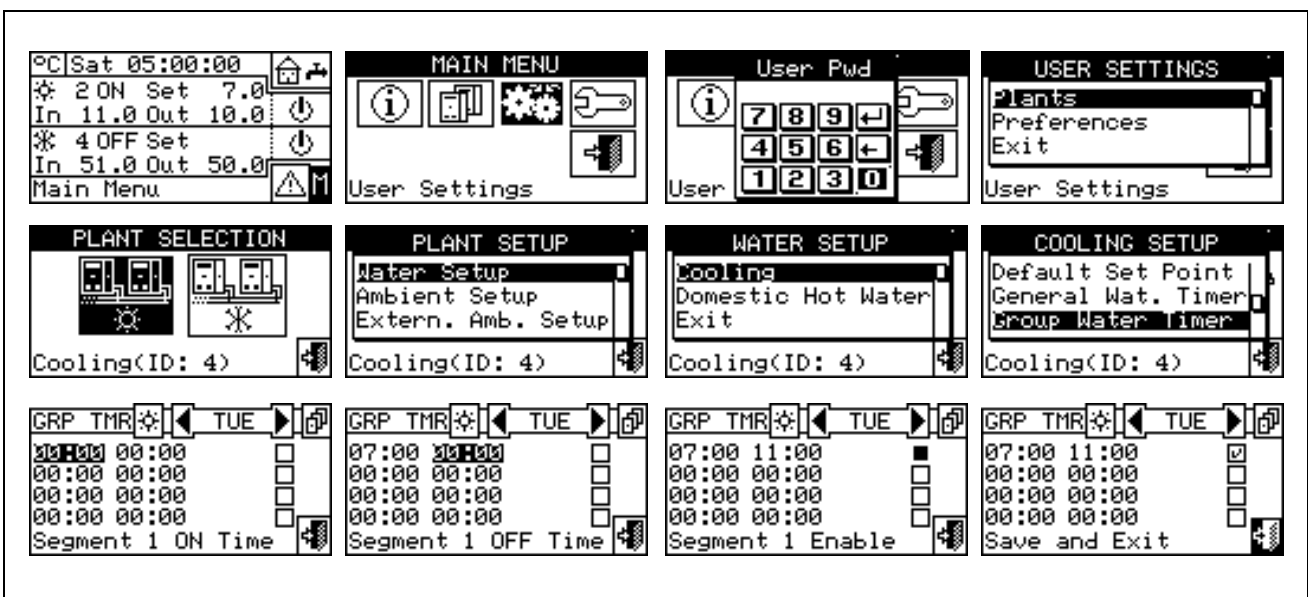 °C Sat 05:00:00
2 ON Set 7.0
In 11.0 Out 10.0
4 OFF Set
In 51.0 Out 50.0
Main Menu M
MAIN MENU
i
User Settings
User Pwd
i
7 8 9
4 5 6
1 2 3 0
User
USER SETTINGS
Plants
Preferences
Exit
User Settings
PLANT SELECTION
Cooling(ID: 4)
PLANT SETUP
Water Setup
Ambient Setup
Extern. Amb. Setup
Cooling(ID: 4)
WATER SETUP
Cooling
Domestic Hot Water
Exit
Cooling(ID: 4)
COOLING SETUP
Default Set Point
General Wat. Timer
Group Water Timer
Cooling(ID: 4)
GRP TMR TUE
00:00 00:00
00:00 00:00
00:00 00:00
00:00 00:00
Segment 1 ON Time
GRP TMR TUE
07:00 00:00
00:00 00:00
00:00 00:00
00:00 00:00
Segment 1 OFF Time
GRP TMR TUE
07:00 11:00
00:00 00:00
00:00 00:00
00:00 00:00
Segment 1 Enable
GRP TMR TUE
07:00 11:00
00:00 00:00
00:00 00:00
00:00 00:00
Save and Exit